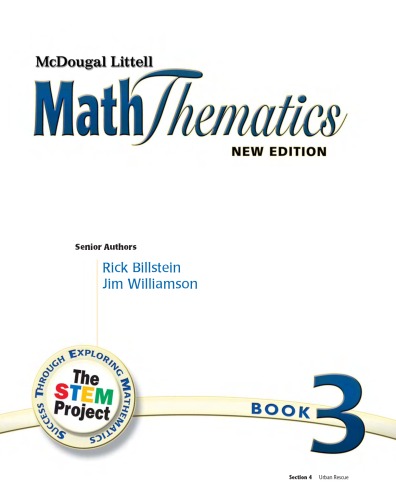 McDougal Littell
MathThematics
NEW EDITION
Senior Authors
Rick Billstein
Jim Williamson
SUCCESS THROUGH EXPLORING MATHEMATICS
The
STEM
Project
BOOK 3
Section 4 Urban Rescue